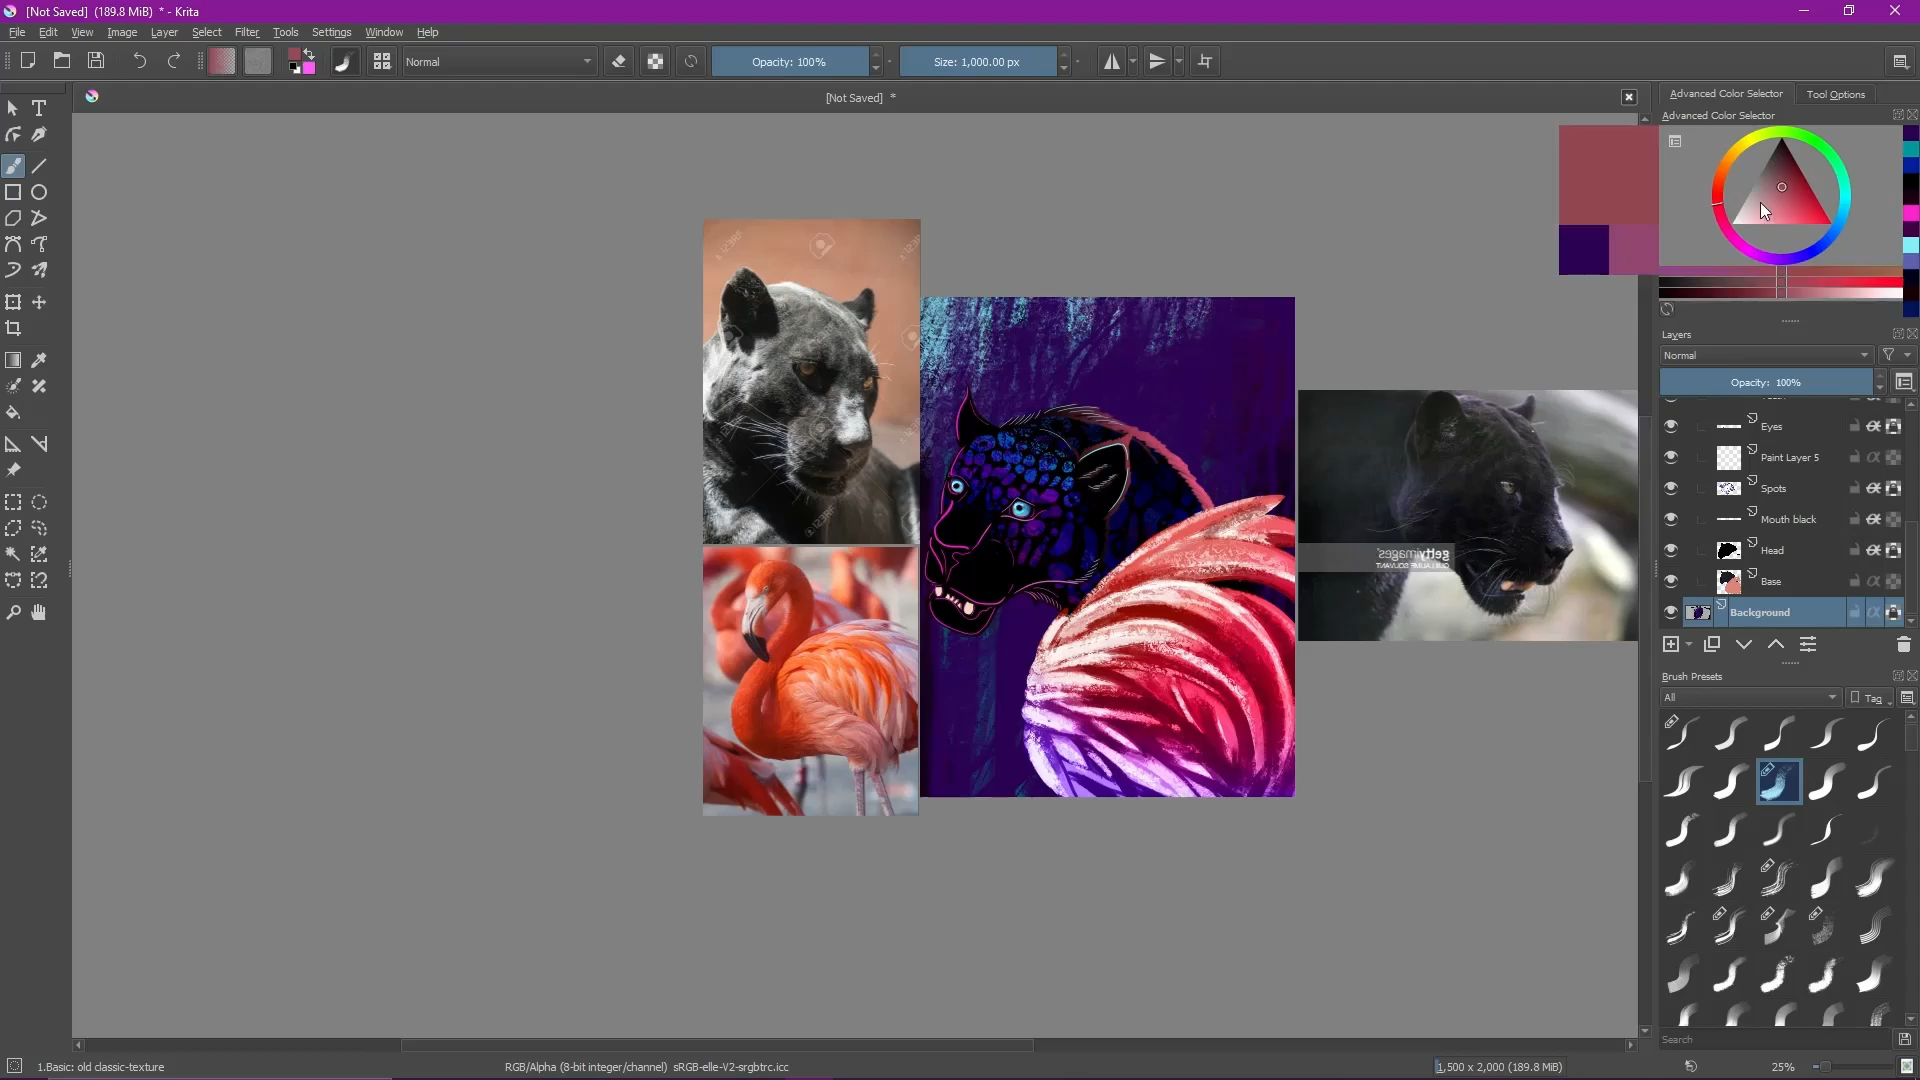 [Not Saved]  (189.8 MiB)  * - Krita
File Edit View Image Layer Select Filter Tools Settings Window Help
Normal Opacity: 100% Size: 1,000.00 px
[Not Saved]  *
Advanced Color Selector Tool Options
Advanced Color Selector
Layers
Normal
Opacity:  100%
Eyes
Paint Layer 5
Spots
Mouth black
Head
Base
Background
Brush Presets
All Tag
Search
123RF
gettyimages®
1.Basic: old classic-texture RGB/Alpha (8-bit integer/channel)  sRGB-elle-V2-srgbtrc.icc 1,500 x 2,000 (189.8 MiB) 25%